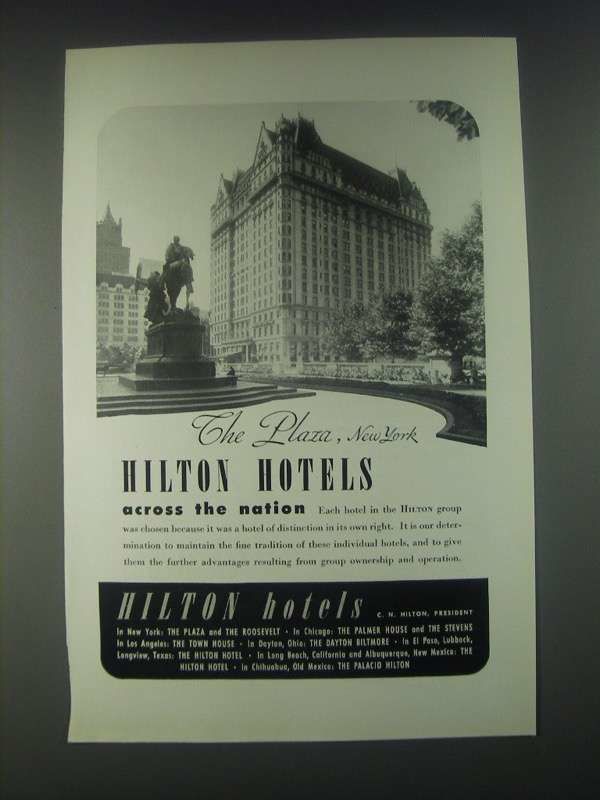 The Plaza, New York
HILTON HOTELS
across the nation Each hotel in the HILTON group
was chosen because it was a hotel of distinction in its own right. It is our deter-
mination to maintain the fine tradition of these individual hotels, and to give
them the further advantages resulting from group ownership and operation.
HILTON hotels C. N. HILTON, PRESIDENT
In New York: THE PLAZA and THE ROOSEVELT · In Chicago: THE PALMER HOUSE and THE STEVENS
In Los Angeles: THE TOWN HOUSE · In Dayton, Ohio: THE DAYTON BILTMORE · In El Paso, Lubbock,
Longview, Texas: THE HILTON HOTEL · In Long Beach, California and Albuquerque, New Mexico: THE
HILTON HOTEL · In Chihuahua, Old Mexico: THE PALACIO HILTON